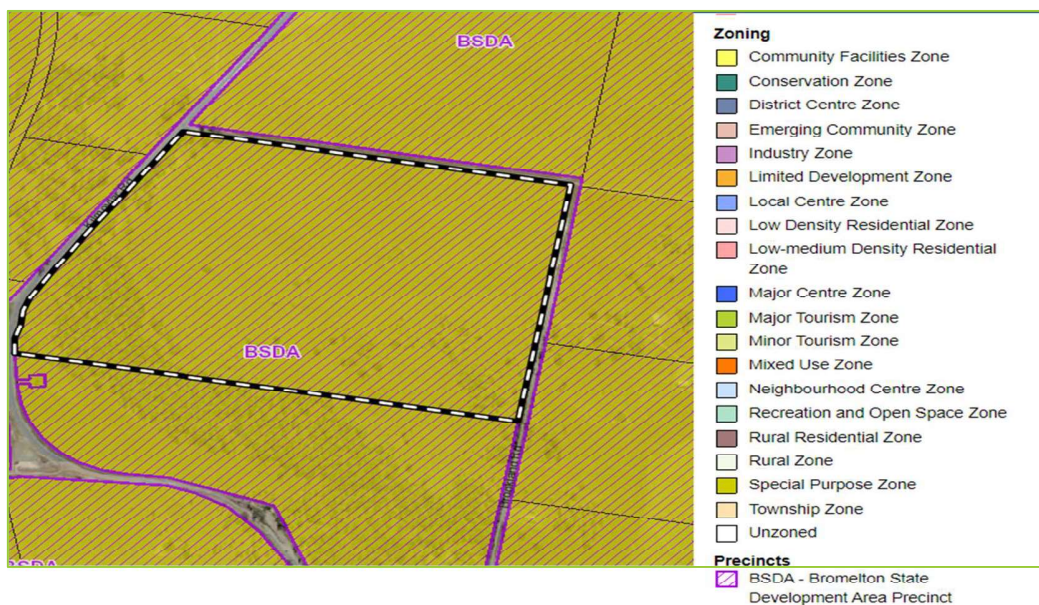 BSDA
BSDA
BSDA
Zoning
Community Facilities Zone
Conservation Zone
District Centre Zone
Emerging Community Zone
Industry Zone
Limited Development Zone
Local Centre Zone
Low Density Residential Zone
Low-medium Density Residential
Zone
Major Centre Zone
Major Tourism Zone
Minor Tourism Zone
Mixed Use Zone
Neighbourhood Centre Zone
Recreation and Open Space Zone
Rural Residential Zone
Rural Zone
Special Purpose Zone
Township Zone
Unzoned
Precincts
BSDA - Bromelton State
Development Area Precinct